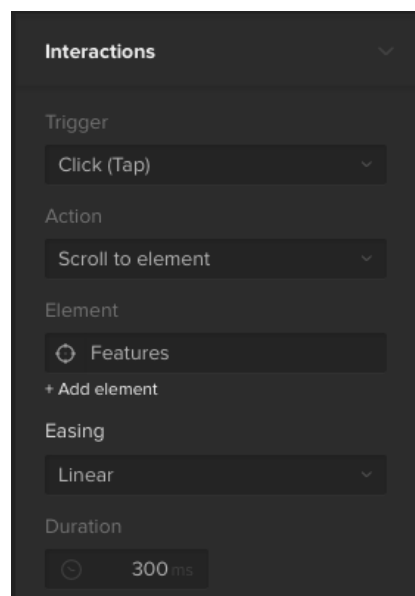 Interactions
Trigger
Click (Tap)
Action
Scroll to element
Element
Features
+ Add element
Easing
Linear
Duration
300 ms